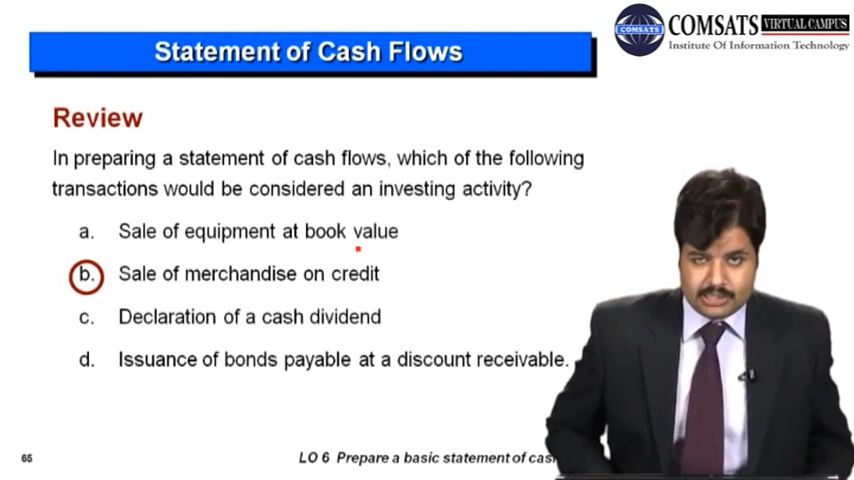 Statement of Cash Flows
COMSATS
COMSATS VIRTUAL CAMPUS
Institute Of Information Technology
Review
In preparing a statement of cash flows, which of the following
transactions would be considered an investing activity?
a. Sale of equipment at book value
b. Sale of merchandise on credit
c. Declaration of a cash dividend
d. Issuance of bonds payable at a discount receivable.
65
LO 6 Prepare a basic statement of cas